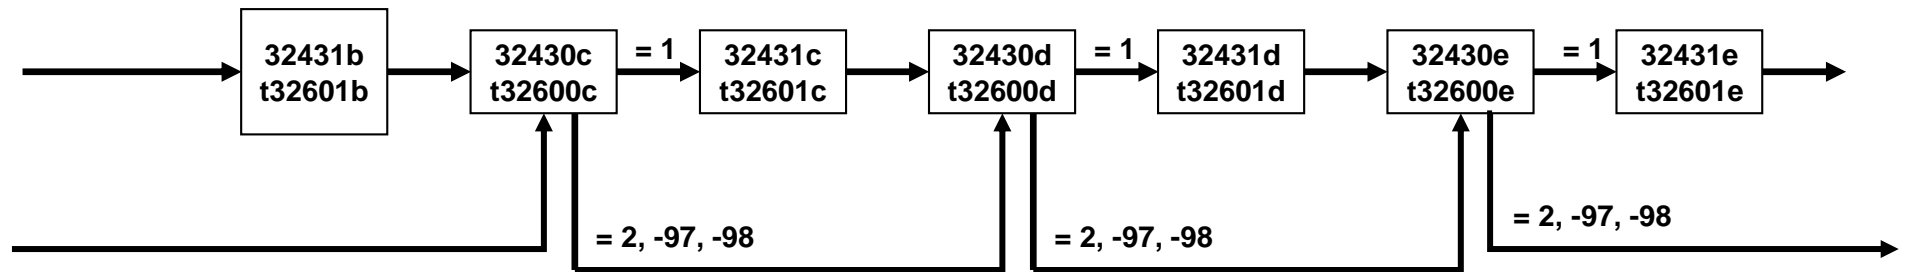 32431b
t32601b
32430c
t32600c
= 1
32431c
t32601c
32430d
t32600d
= 1
32431d
t32601d
32430e
t32600e
= 1
32431e
t32601e
= 2, -97, -98
= 2, -97, -98
= 2, -97, -98